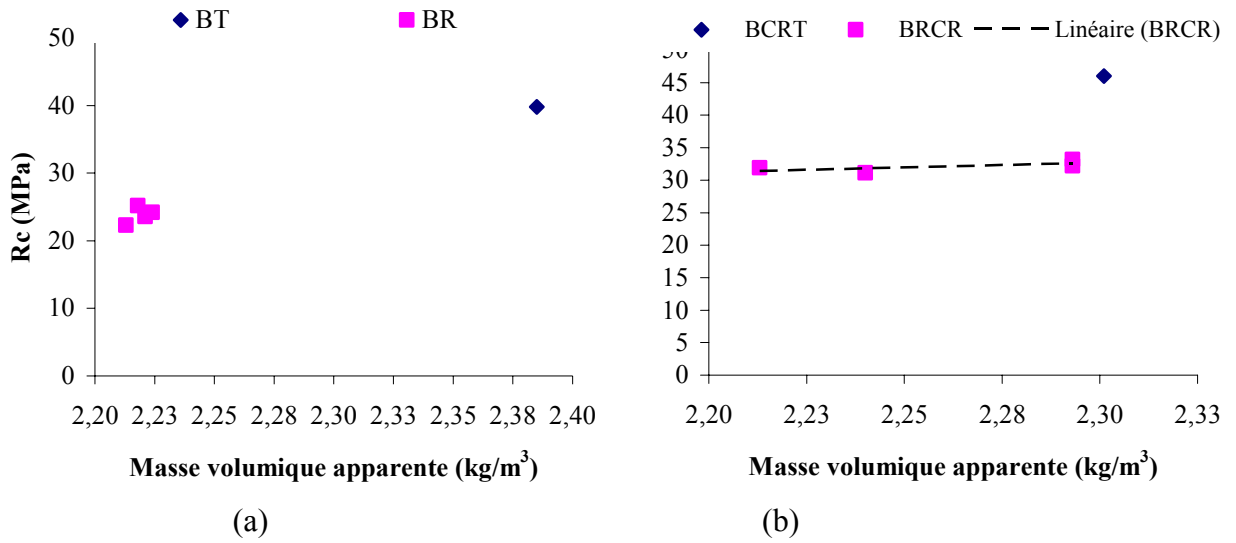 BT BR
50
40
30
20
10
0
Rc (MPa)
2,20 2,23 2,25 2,28 2,30 2,33 2,35 2,38 2,40
Masse volumique apparente (kg/m³)
(a)
BCRT BRCR Linéaire (BRCR)
50
45
40
35
30
25
20
15
10
5
0
2,20 2,23 2,25 2,28 2,30 2,33
Masse volumique apparente (kg/m³)
(b)